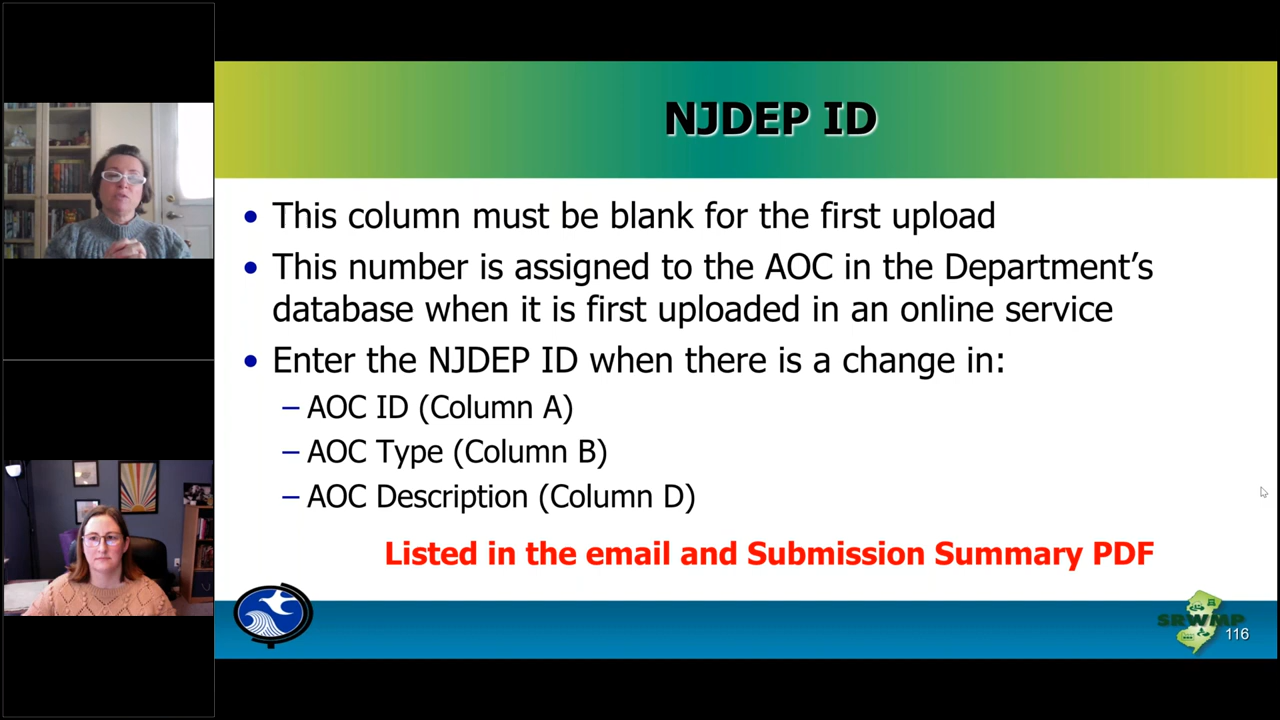 NJDEP ID
• This column must be blank for the first upload
• This number is assigned to the AOC in the Department's
database when it is first uploaded in an online service
• Enter the NJDEP ID when there is a change in:
– AOC ID (Column A)
– AOC Type (Column B)
– AOC Description (Column D)
Listed in the email and Submission Summary PDF
SRWMP
116